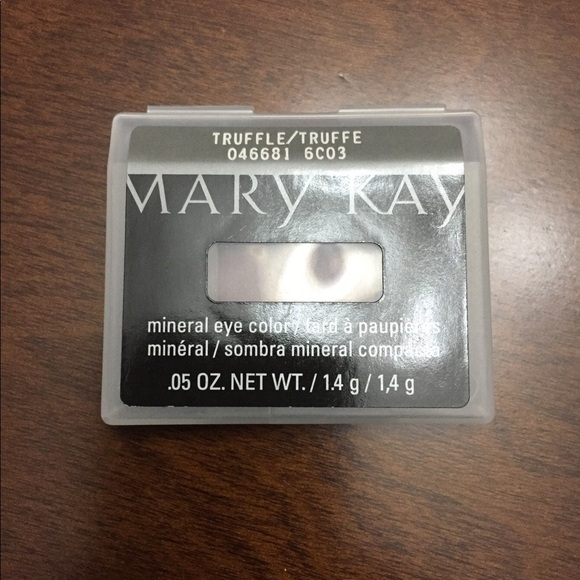 TRUFFLE/TRUFFE
046681 6C03
MARY KAY
mineral eye color / fard à paupières
minéral / sombra mineral compacta
.05 OZ. NET WT. / 1.4 g / 1,4 g